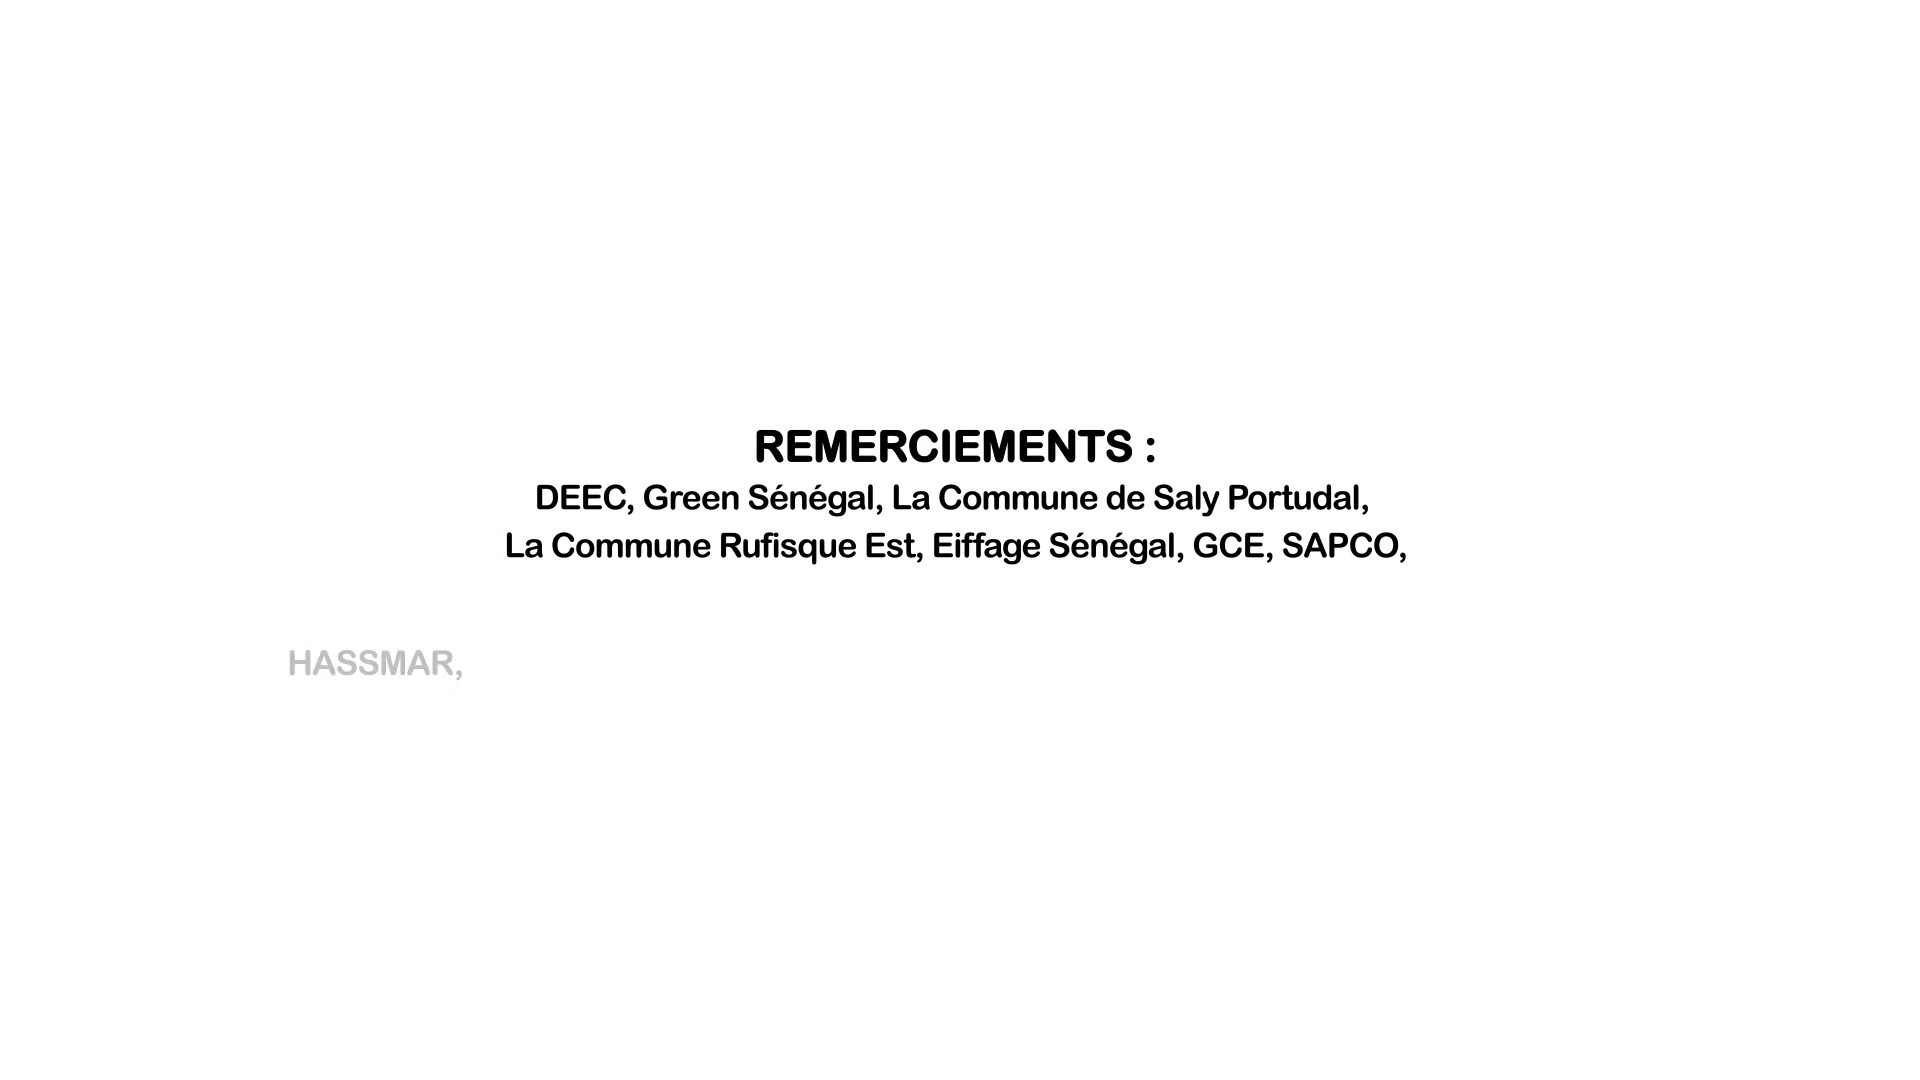 REMERCIEMENTS :
DEEC, Green Sénégal, La Commune de Saly Portudal,
La Commune Rufisque Est, Eiffage Sénégal, GCE, SAPCO,
HASSMAR,